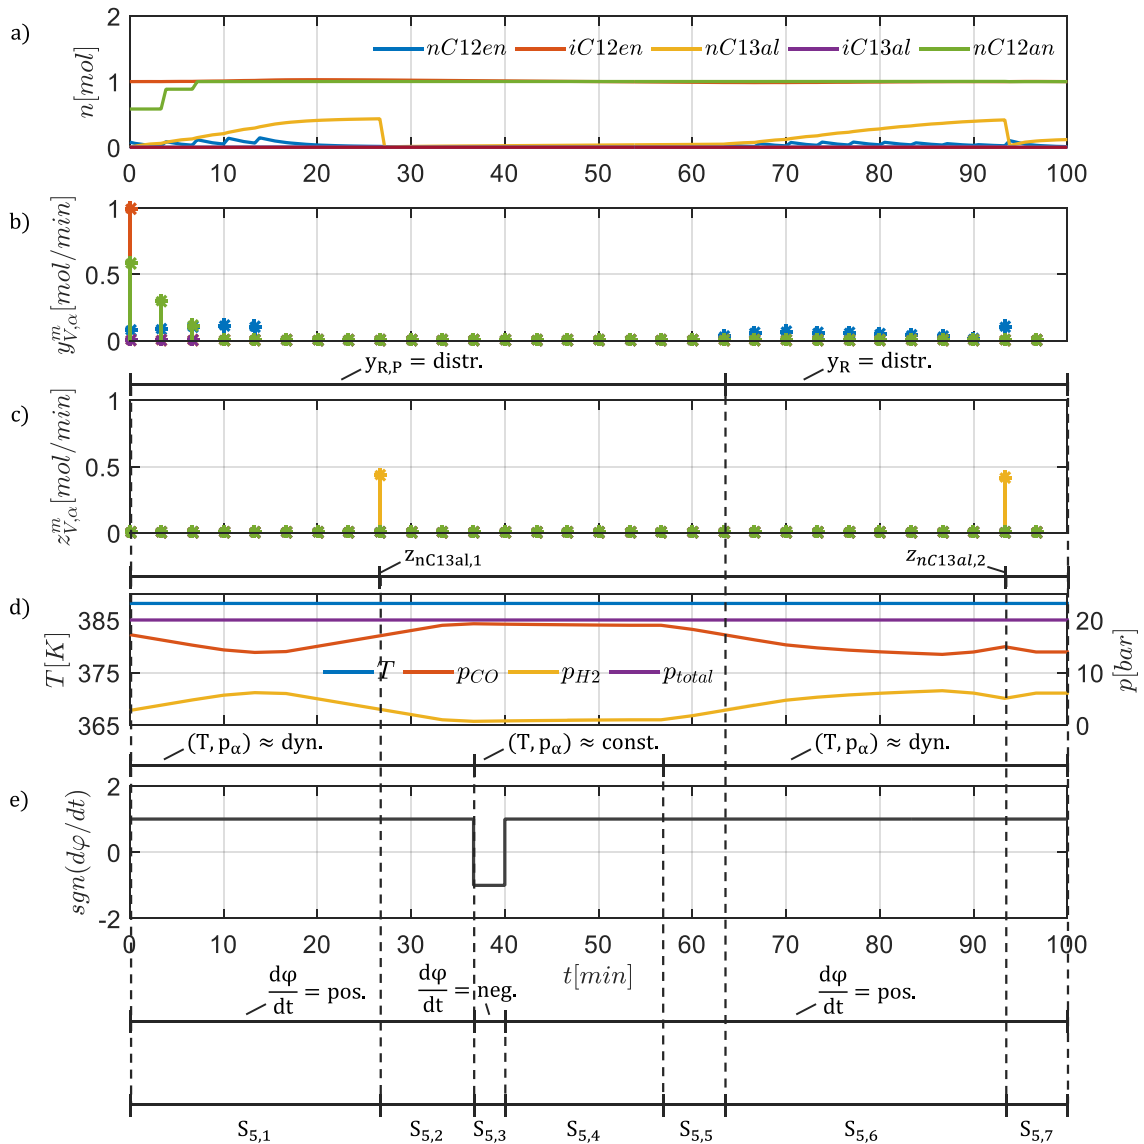 a)
n[mol]
2
1
0
nC12en iC12en nC13al iC13al nC12an
0 10 20 30 40 50 60 70 80 90 100
b)
y^m_{V,α}[mol/min]
1
0.5
0
y_{R,P} = distr. y_R = distr.
c)
z^m_{V,α}[mol/min]
1
0.5
0
z_{nC13al,1} z_{nC13al,2}
d)
T[K]
385
375
365
20
10
0
p[bar]
T p_{CO} p_{H2} p_{total}
(T, p_α) ≈ dyn. (T, p_α) ≈ const. (T, p_α) ≈ dyn.
e)
sgn(dφ/dt)
2
0
-2
0 10 20 30 40 50 60 70 80 90 100
t[min]
dφ/dt = pos. dφ/dt = neg. dφ/dt = pos.
S_{5,1} S_{5,2} S_{5,3} S_{5,4} S_{5,5} S_{5,6} S_{5,7}